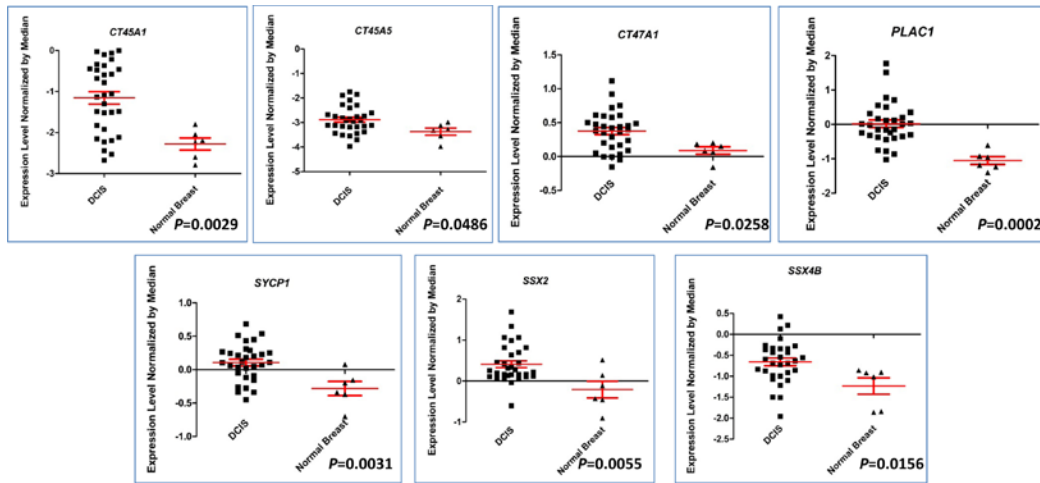 CT45A1
Expression Level Normalized by Median
0
-1
-2
-3
DCIS
Normal Breast
P=0.0029
CT45A5
Expression Level Normalized by Median
0
-1
-2
-3
-4
-5
DCIS
Normal Breast
P=0.0486
CT47A1
Expression Level Normalized by Median
1.5
1.0
0.5
0.0
-0.5
DCIS
Normal Breast
P=0.0258
PLAC1
Expression Level Normalized by Median
2
1
0
-1
-2
DCIS
Normal Breast
P=0.0002
SYCP1
Expression Level Normalized by Median
1.0
0.5
0.0
-0.5
-1.0
DCIS
Normal Breast
P=0.0031
SSX2
Expression Level Normalized by Median
2
1
0
-1
DCIS
Normal Breast
P=0.0055
SSX4B
Expression Level Normalized by Median
0.5
0.0
-0.5
-1.0
-1.5
-2.0
-2.5
DCIS
Normal Breast
P=0.0156